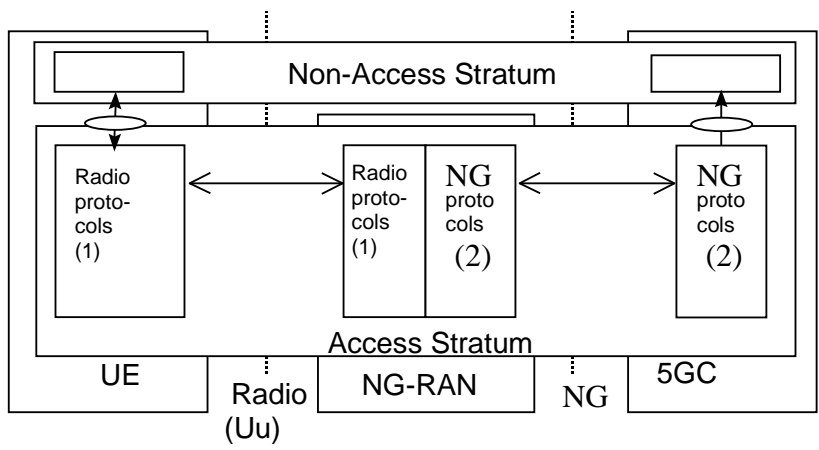 Non-Access Stratum
Radio
proto-
cols
(1)
Radio
proto-
cols
(1)
NG
proto
cols
(2)
NG
proto
cols
(2)
Access Stratum
UE
Radio
(Uu)
NG-RAN
NG
5GC